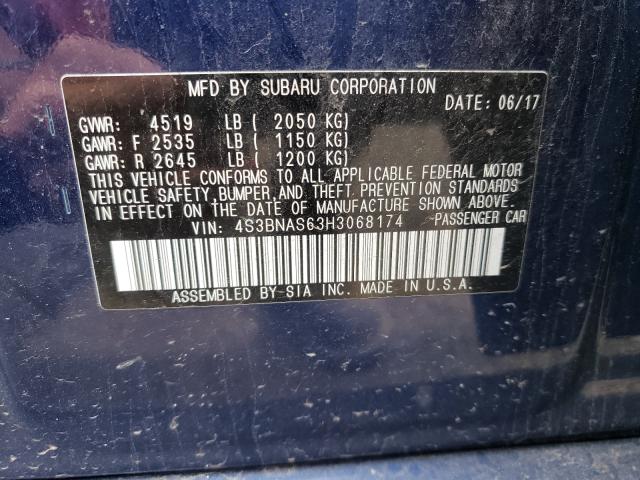 MFD BY SUBARU CORPORATION
DATE: 06/17
GVWR: 4519 LB ( 2050 KG)
GAWR: F 2535 LB ( 1150 KG)
GAWR: R 2645 LB ( 1200 KG)
THIS VEHICLE CONFORMS TO ALL APPLICABLE FEDERAL MOTOR
VEHICLE SAFETY, BUMPER AND THEFT PREVENTION STANDARDS
IN EFFECT ON THE DATE OF MANUFACTURE SHOWN ABOVE.
VIN: 4S3BNAS63H3068174 PASSENGER CAR
ASSEMBLED BY SIA INC. MADE IN U.S.A.